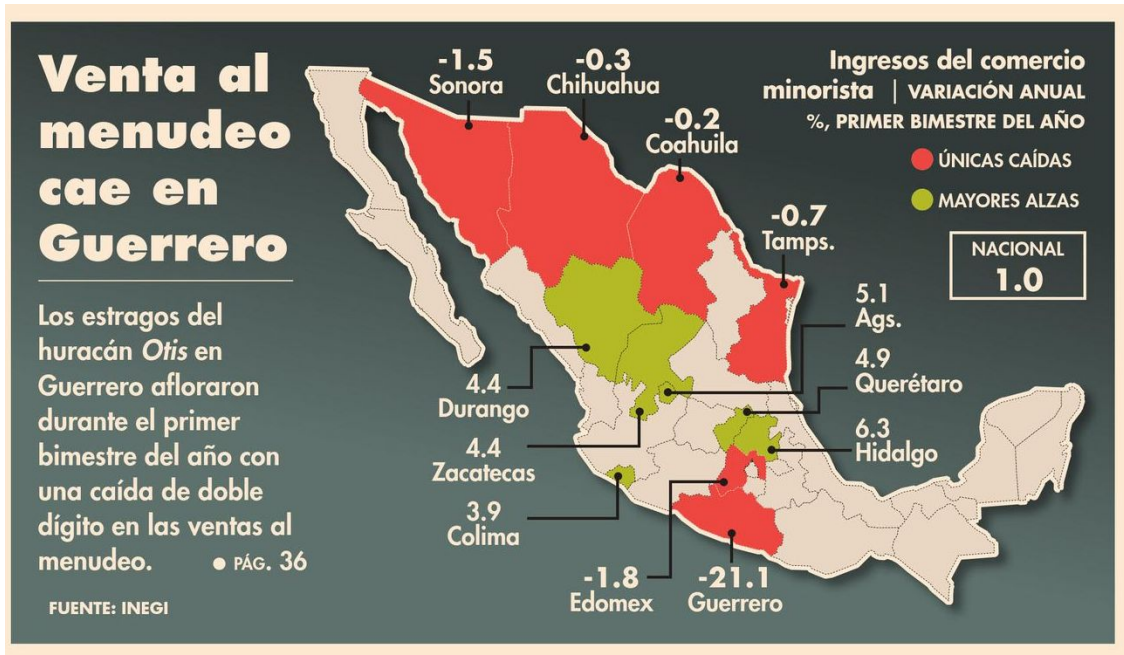 Venta al
menudeo
cae en
Guerrero
Los estragos del
huracán Otis en
Guerrero afloraron
durante el primer
bimestre del año con
una caída de doble
dígito en las ventas al
menudeo. ● PÁG. 36
FUENTE: INEGI
Ingresos del comercio
minorista | VARIACIÓN ANUAL
%, PRIMER BIMESTRE DEL AÑO
ÚNICAS CAÍDAS
MAYORES ALZAS
NACIONAL
1.0
-1.5
Sonora
-0.3
Chihuahua
-0.2
Coahuila
-0.7
Tamps.
5.1
Ags.
4.9
Querétaro
6.3
Hidalgo
4.4
Durango
4.4
Zacatecas
3.9
Colima
-1.8
Edomex
-21.1
Guerrero